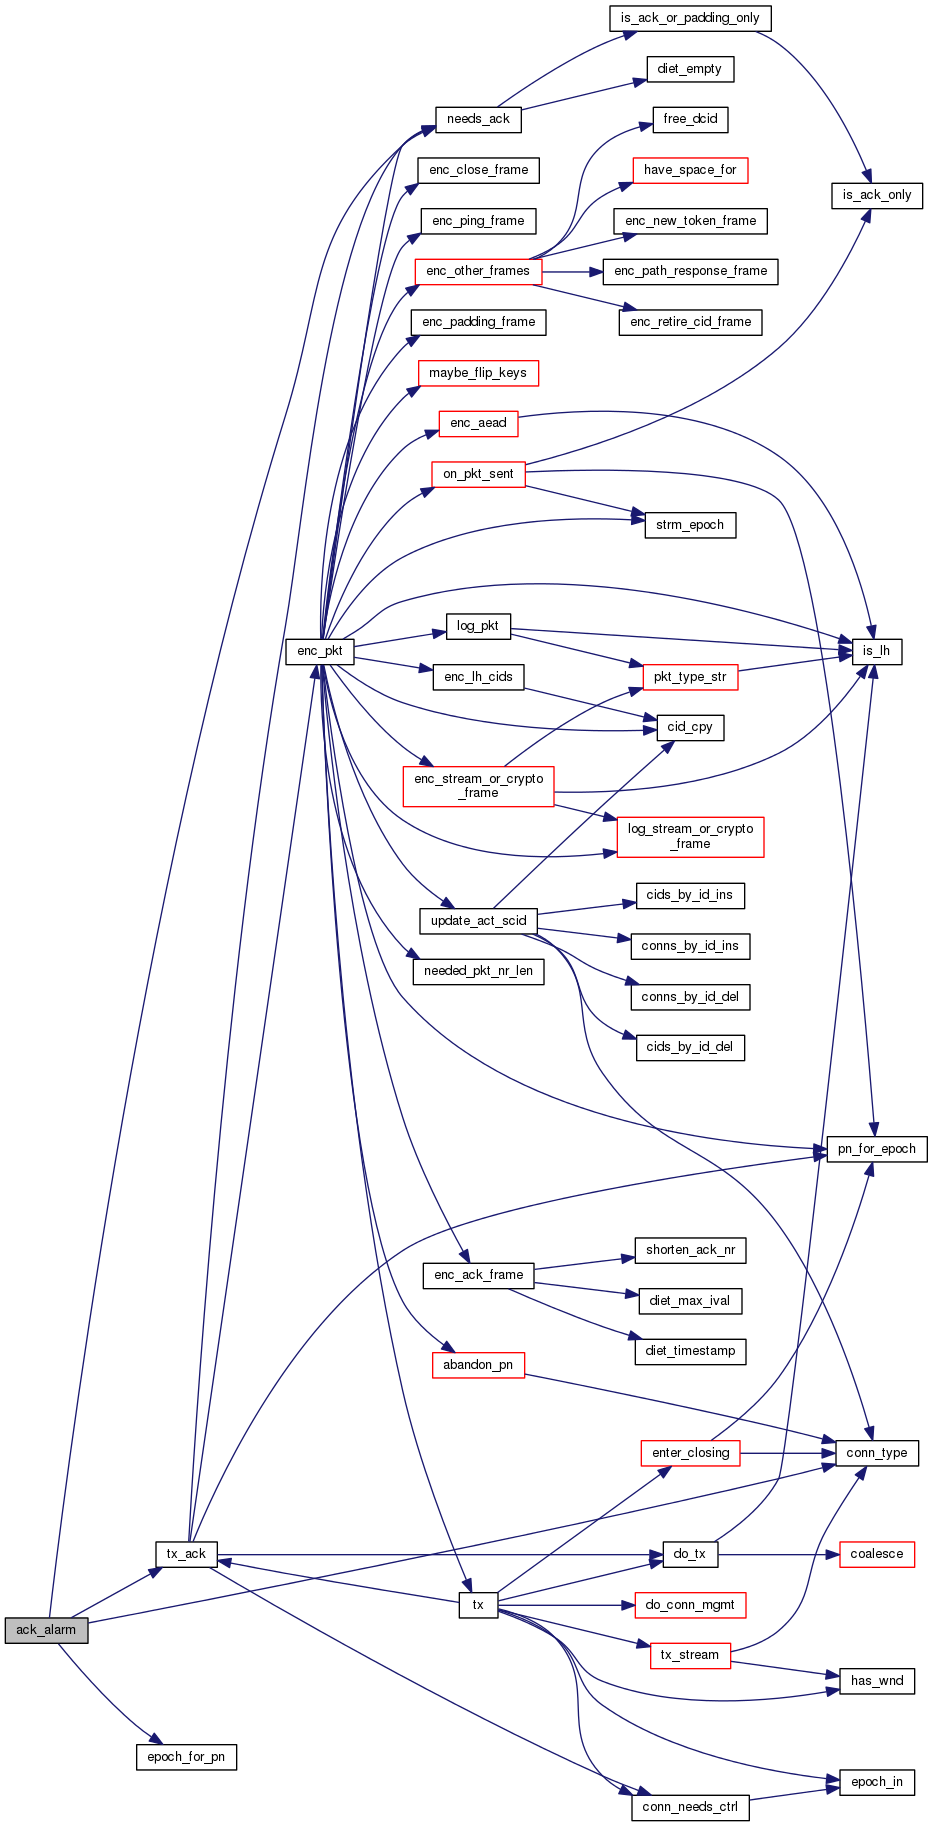 is_ack_or_padding_only
diet_empty
needs_ack
free_dcid
enc_close_frame
have_space_for
is_ack_only
enc_ping_frame
enc_new_token_frame
enc_other_frames
enc_path_response_frame
enc_padding_frame
enc_retire_cid_frame
maybe_flip_keys
enc_aead
on_pkt_sent
strm_epoch
log_pkt
enc_pkt
is_lh
enc_lh_cids
pkt_type_str
cid_cpy
enc_stream_or_crypto
_frame
log_stream_or_crypto
_frame
cids_by_id_ins
update_act_scid
conns_by_id_ins
needed_pkt_nr_len
conns_by_id_del
cids_by_id_del
pn_for_epoch
shorten_ack_nr
enc_ack_frame
diet_max_ival
diet_timestamp
abandon_pn
enter_closing
conn_type
tx_ack
do_tx
coalesce
tx
do_conn_mgmt
ack_alarm
tx_stream
has_wnd
epoch_for_pn
epoch_in
conn_needs_ctrl